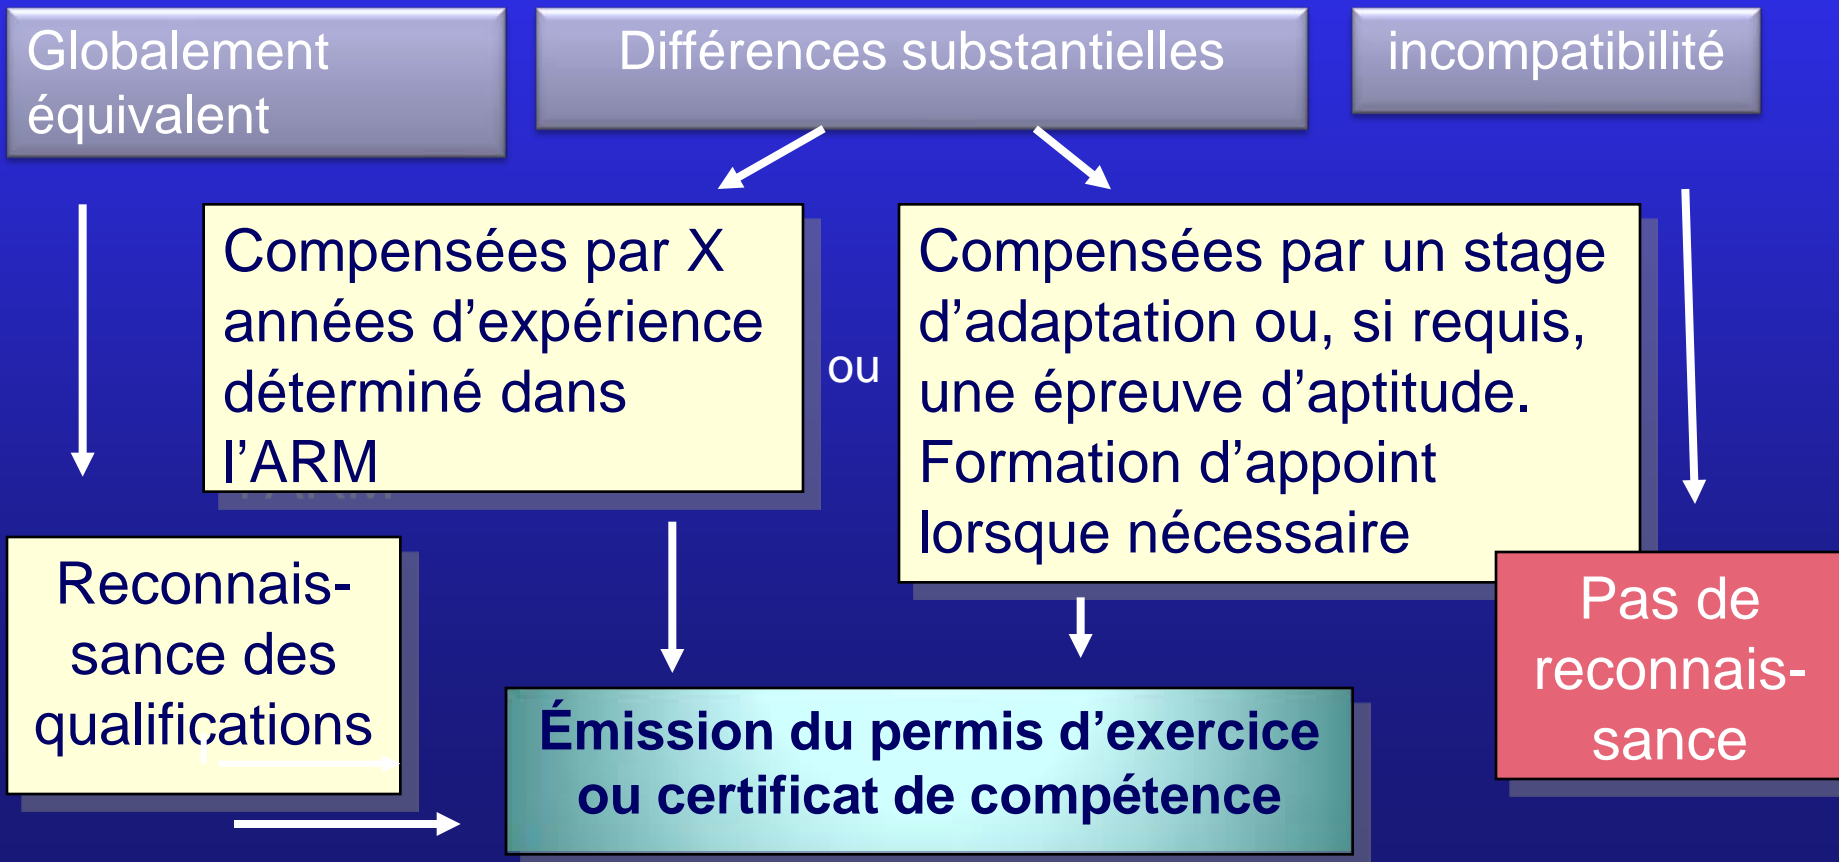 Globalement
équivalent
Différences substantielles
incompatibilité
Compensées par X
années d’expérience
déterminé dans
l’ARM
ou
Compensées par un stage
d’adaptation ou, si requis,
une épreuve d’aptitude.
Formation d’appoint
lorsque nécessaire
Reconnais-
sance des
qualifications
Pas de
reconnais-
sance
Émission du permis d’exercice
ou certificat de compétence